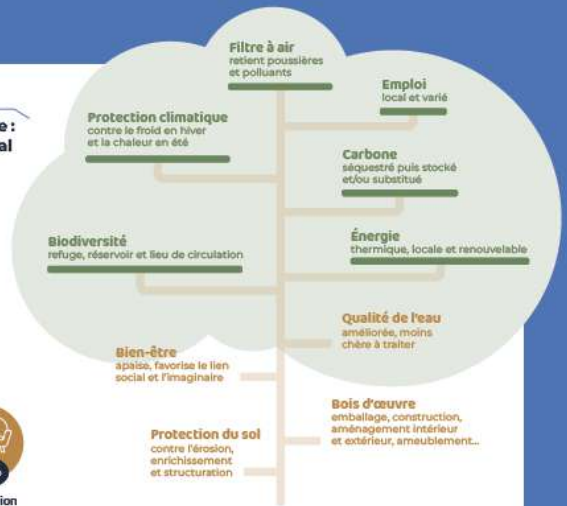 Filtre à air
retient poussières
et polluants
Emploi
local et varié
Protection climatique
contre le froid en hiver
et la chaleur en été
Carbone
séquestré puis stocké
et/ou substitué
Biodiversité
refuge, réservoir et lieu de circulation
Énergie
thermique, locale et renouvelable
Qualité de l'eau
améliorée, moins
chère à traiter
Bien-être
apaise, favorise le lien
social et l'imaginaire
Bois d'œuvre
emballage, construction,
aménagement intérieur
et extérieur, ameublement...
Protection du sol
contre l'érosion,
enrichissement
et structuration